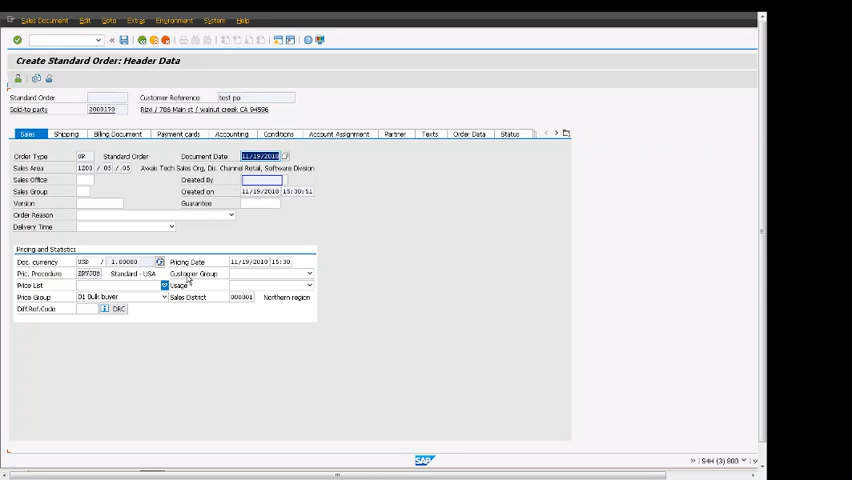 Sales Document Edit Goto Extras Environment System Help
Create Standard Order: Header Data
Standard Order Customer Reference test po
Sold-to party 2000170 Rizvi / 786 Main st / walnut creek CA 94596
Sales Shipping Billing Document Payment cards Accounting Conditions Account Assignment Partner Texts Order Data Status
Order Type OR Standard Order Document Date 11/19/2018
Sales Area 1200 / 05 / 05 Awais Tech Sales Org, Dis. Channel Retail, Software Division
Sales Office Created By
Sales Group Created on 11/19/2018 15:30:51
Version Guarantee
Order Reason
Delivery Time
Pricing and Statistics
Doc. currency USD / 1.00000 Pricing Date 11/19/2018 15:30
Pric. Procedure Standard - USA Customer Group
Price List Usage
Price Group 01 Bulk buyer Sales District 000001 Northern region
Diff.Ref.Code DRC
SAP
S4H (3) 800